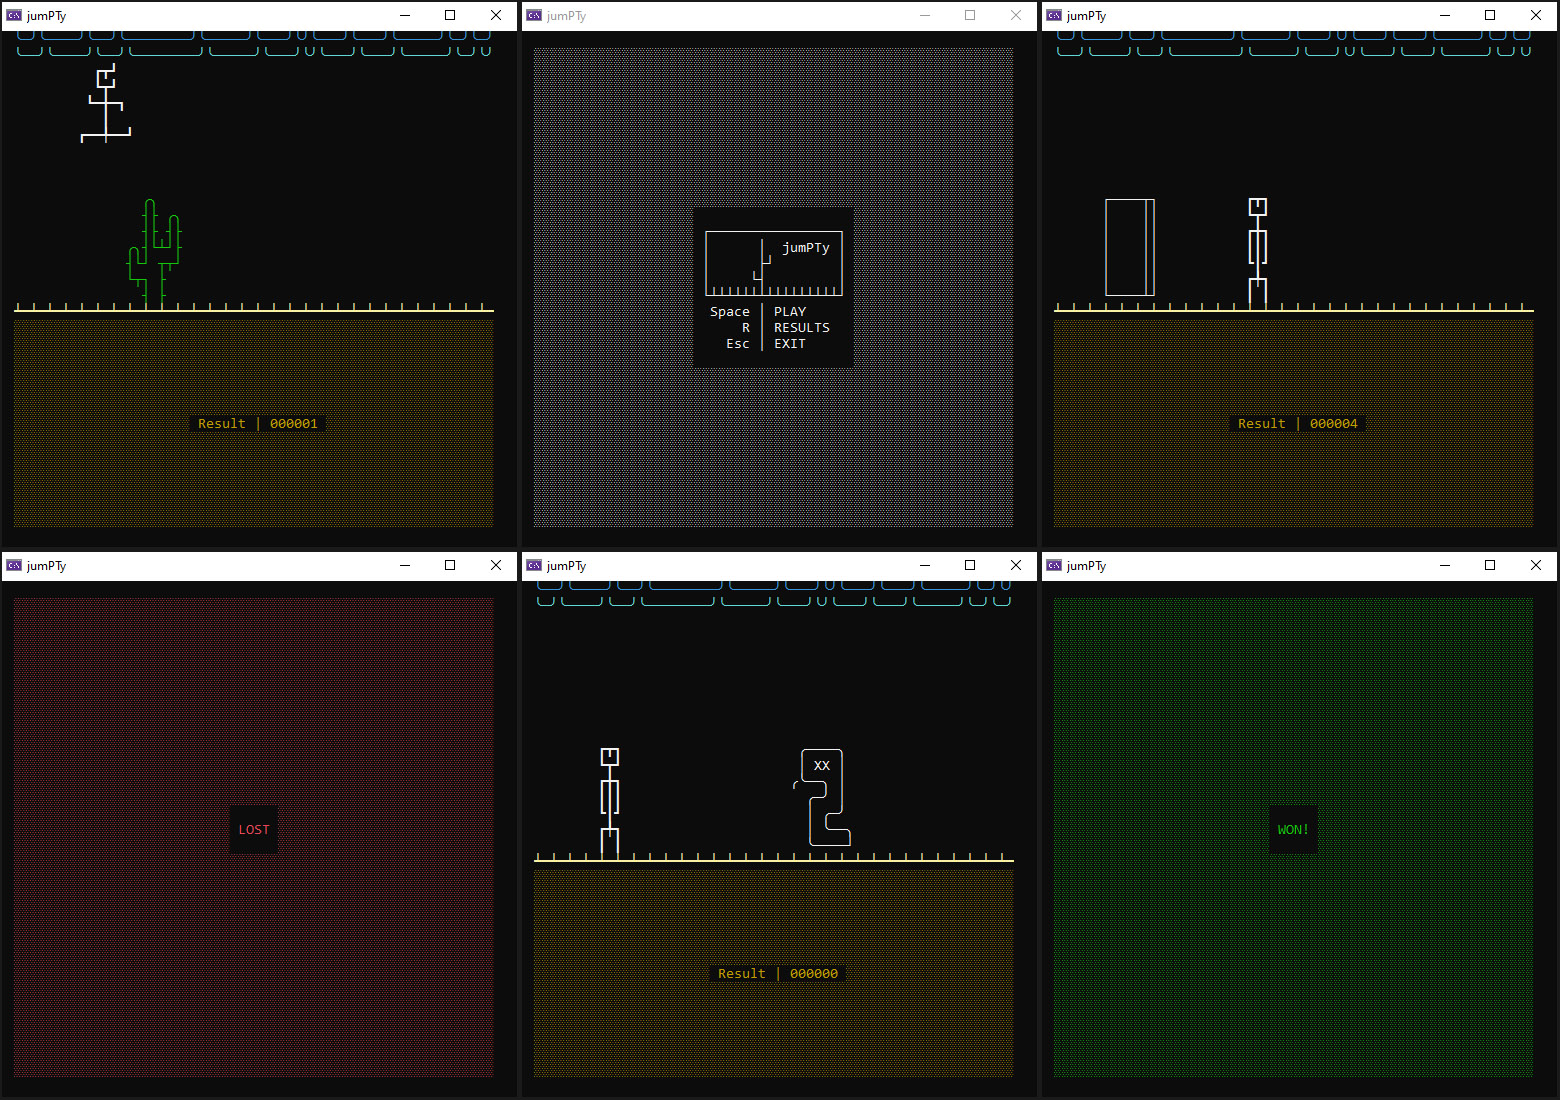 jumPTy
Result | 000001
jumPTy
jumPTy
Space | PLAY
R | RESULTS
Esc | EXIT
jumPTy
Result | 000004
jumPTy
LOST
jumPTy
XX
Result | 000000
jumPTy
WON!